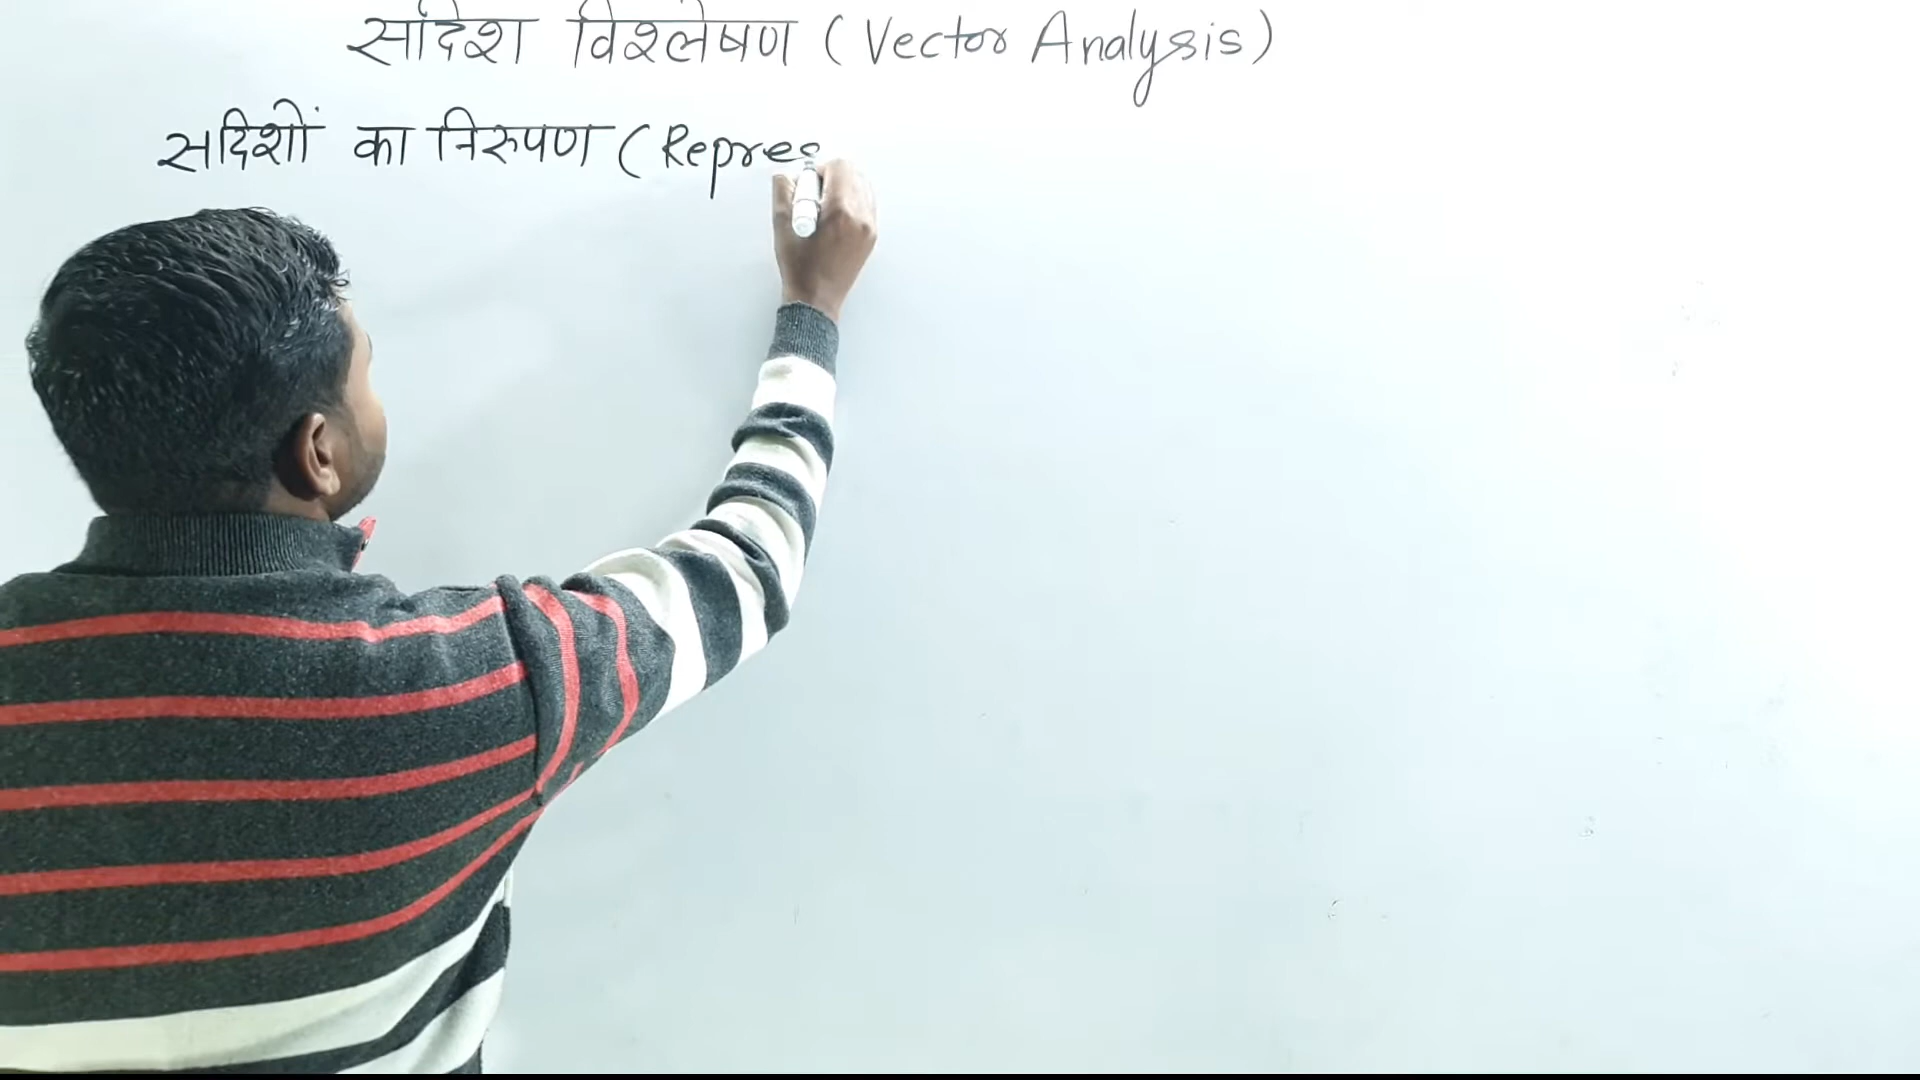 सदिश विश्लेषण (Vector Analysis)
सदिशों का निरुपण (Repres